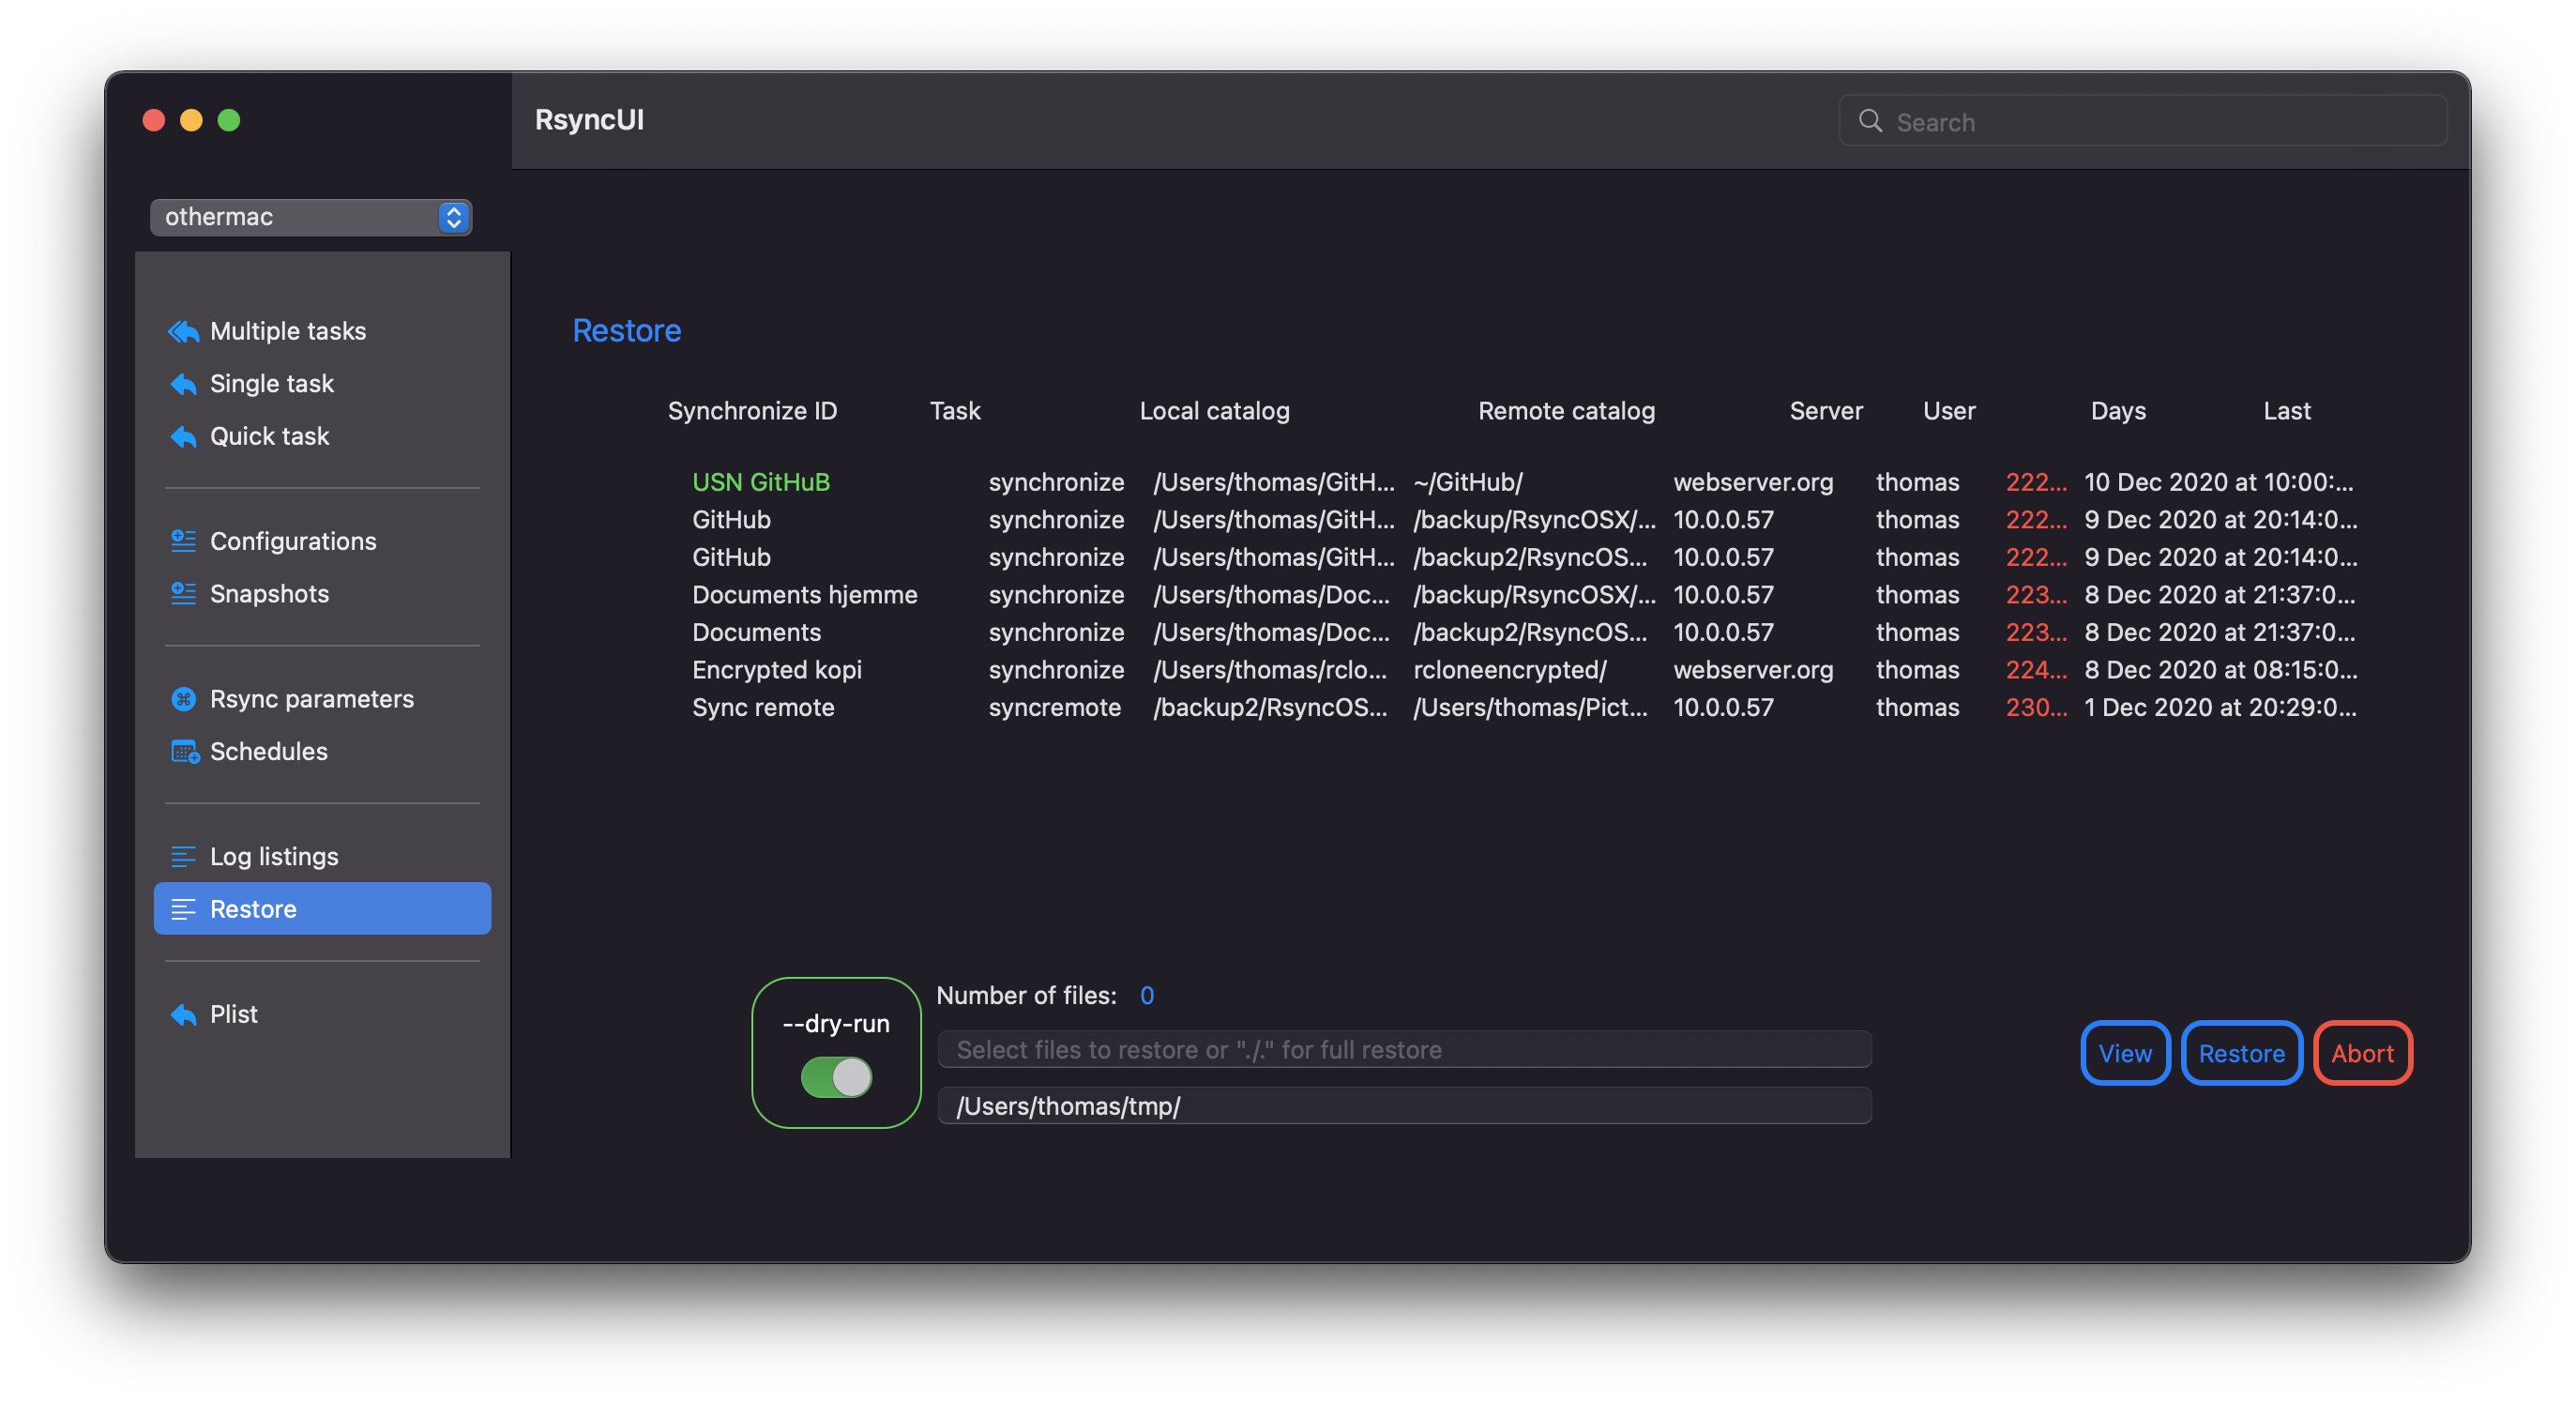 RsyncUI
Search
othermac
Multiple tasks
Single task
Quick task
Configurations
Snapshots
Rsync parameters
Schedules
Log listings
Restore
Plist
Restore
Synchronize ID Task Local catalog Remote catalog Server User Days Last
USN GitHuB synchronize /Users/thomas/GitH... ~/GitHub/ webserver.org thomas 222... 10 Dec 2020 at 10:00:...
GitHub synchronize /Users/thomas/GitH... /backup/RsyncOSX/... 10.0.0.57 thomas 222... 9 Dec 2020 at 20:14:0...
GitHub synchronize /Users/thomas/GitH... /backup2/RsyncOS... 10.0.0.57 thomas 222... 9 Dec 2020 at 20:14:0...
Documents hjemme synchronize /Users/thomas/Doc... /backup/RsyncOSX/... 10.0.0.57 thomas 223... 8 Dec 2020 at 21:37:0...
Documents synchronize /Users/thomas/Doc... /backup2/RsyncOS... 10.0.0.57 thomas 223... 8 Dec 2020 at 21:37:0...
Encrypted kopi synchronize /Users/thomas/rclo... rcloneencrypted/ webserver.org thomas 224... 8 Dec 2020 at 08:15:0...
Sync remote syncremote /backup2/RsyncOS... /Users/thomas/Pict... 10.0.0.57 thomas 230... 1 Dec 2020 at 20:29:0...
--dry-run
Number of files: 0
Select files to restore or "./." for full restore
/Users/thomas/tmp/
View Restore Abort